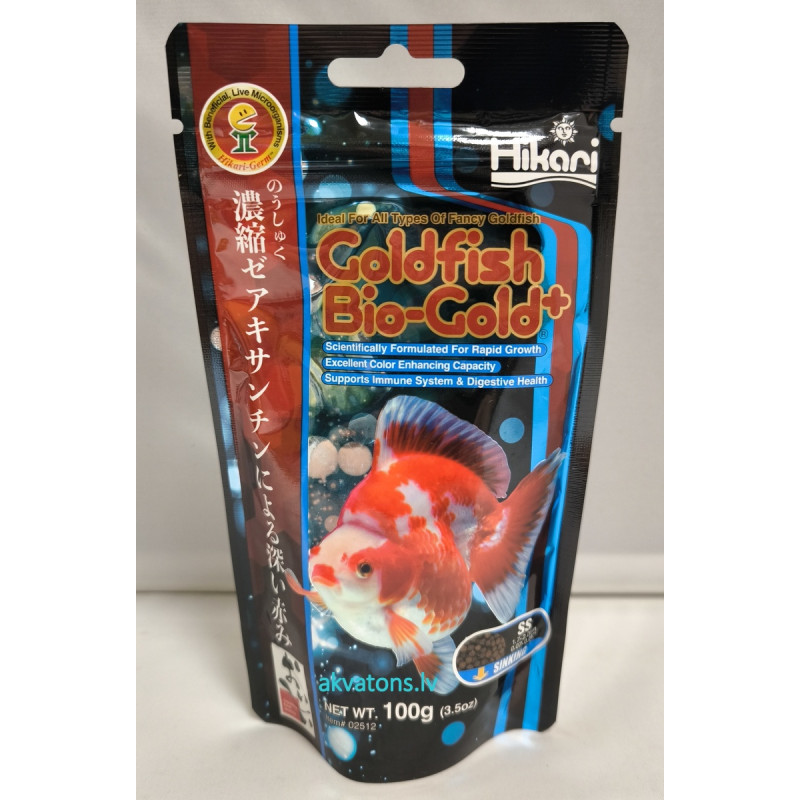 With Beneficial, Live Microorganisms
Hikari-Germ™
Hikari
Ideal For All Types Of Fancy Goldfish
Goldfish
Bio-Gold+
Scientifically Formulated For Rapid Growth
Excellent Color Enhancing Capacity
Supports Immune System & Digestive Health
のうしゅく
濃縮ゼアキサンチンによる深い赤み
SS
SINKING
akvatons.lv
NET WT. 100g (3.5oz)
Item# 02512